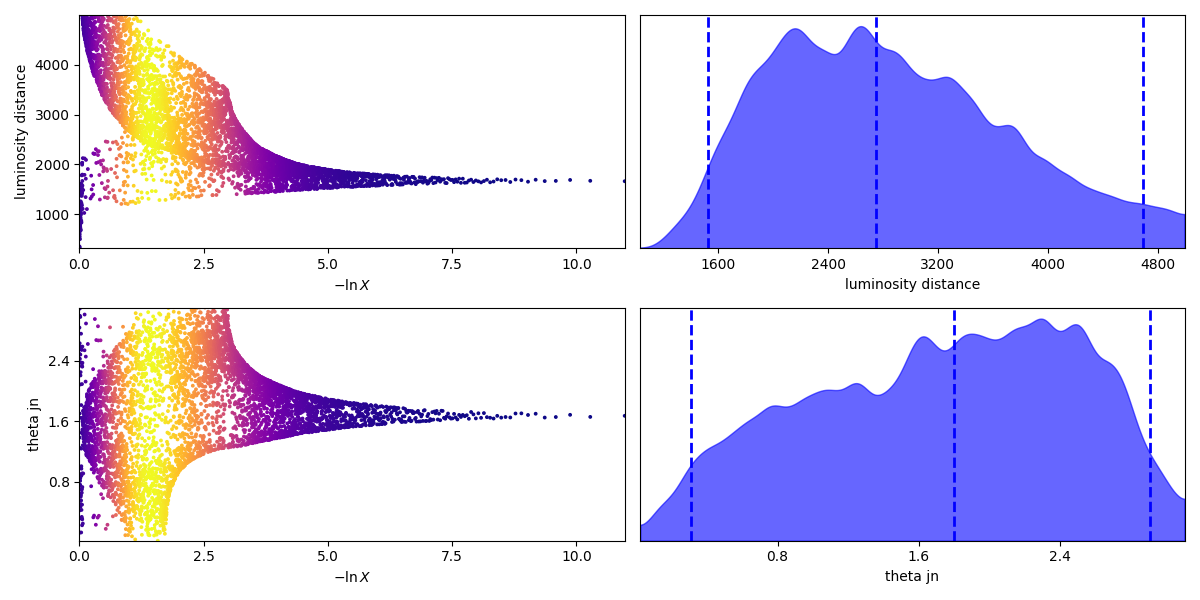 luminosity distance
4000
3000
2000
1000
0.0 2.5 5.0 7.5 10.0
−ln X
1600 2400 3200 4000 4800
luminosity distance
theta jn
2.4
1.6
0.8
0.0 2.5 5.0 7.5 10.0
−ln X
0.8 1.6 2.4
theta jn